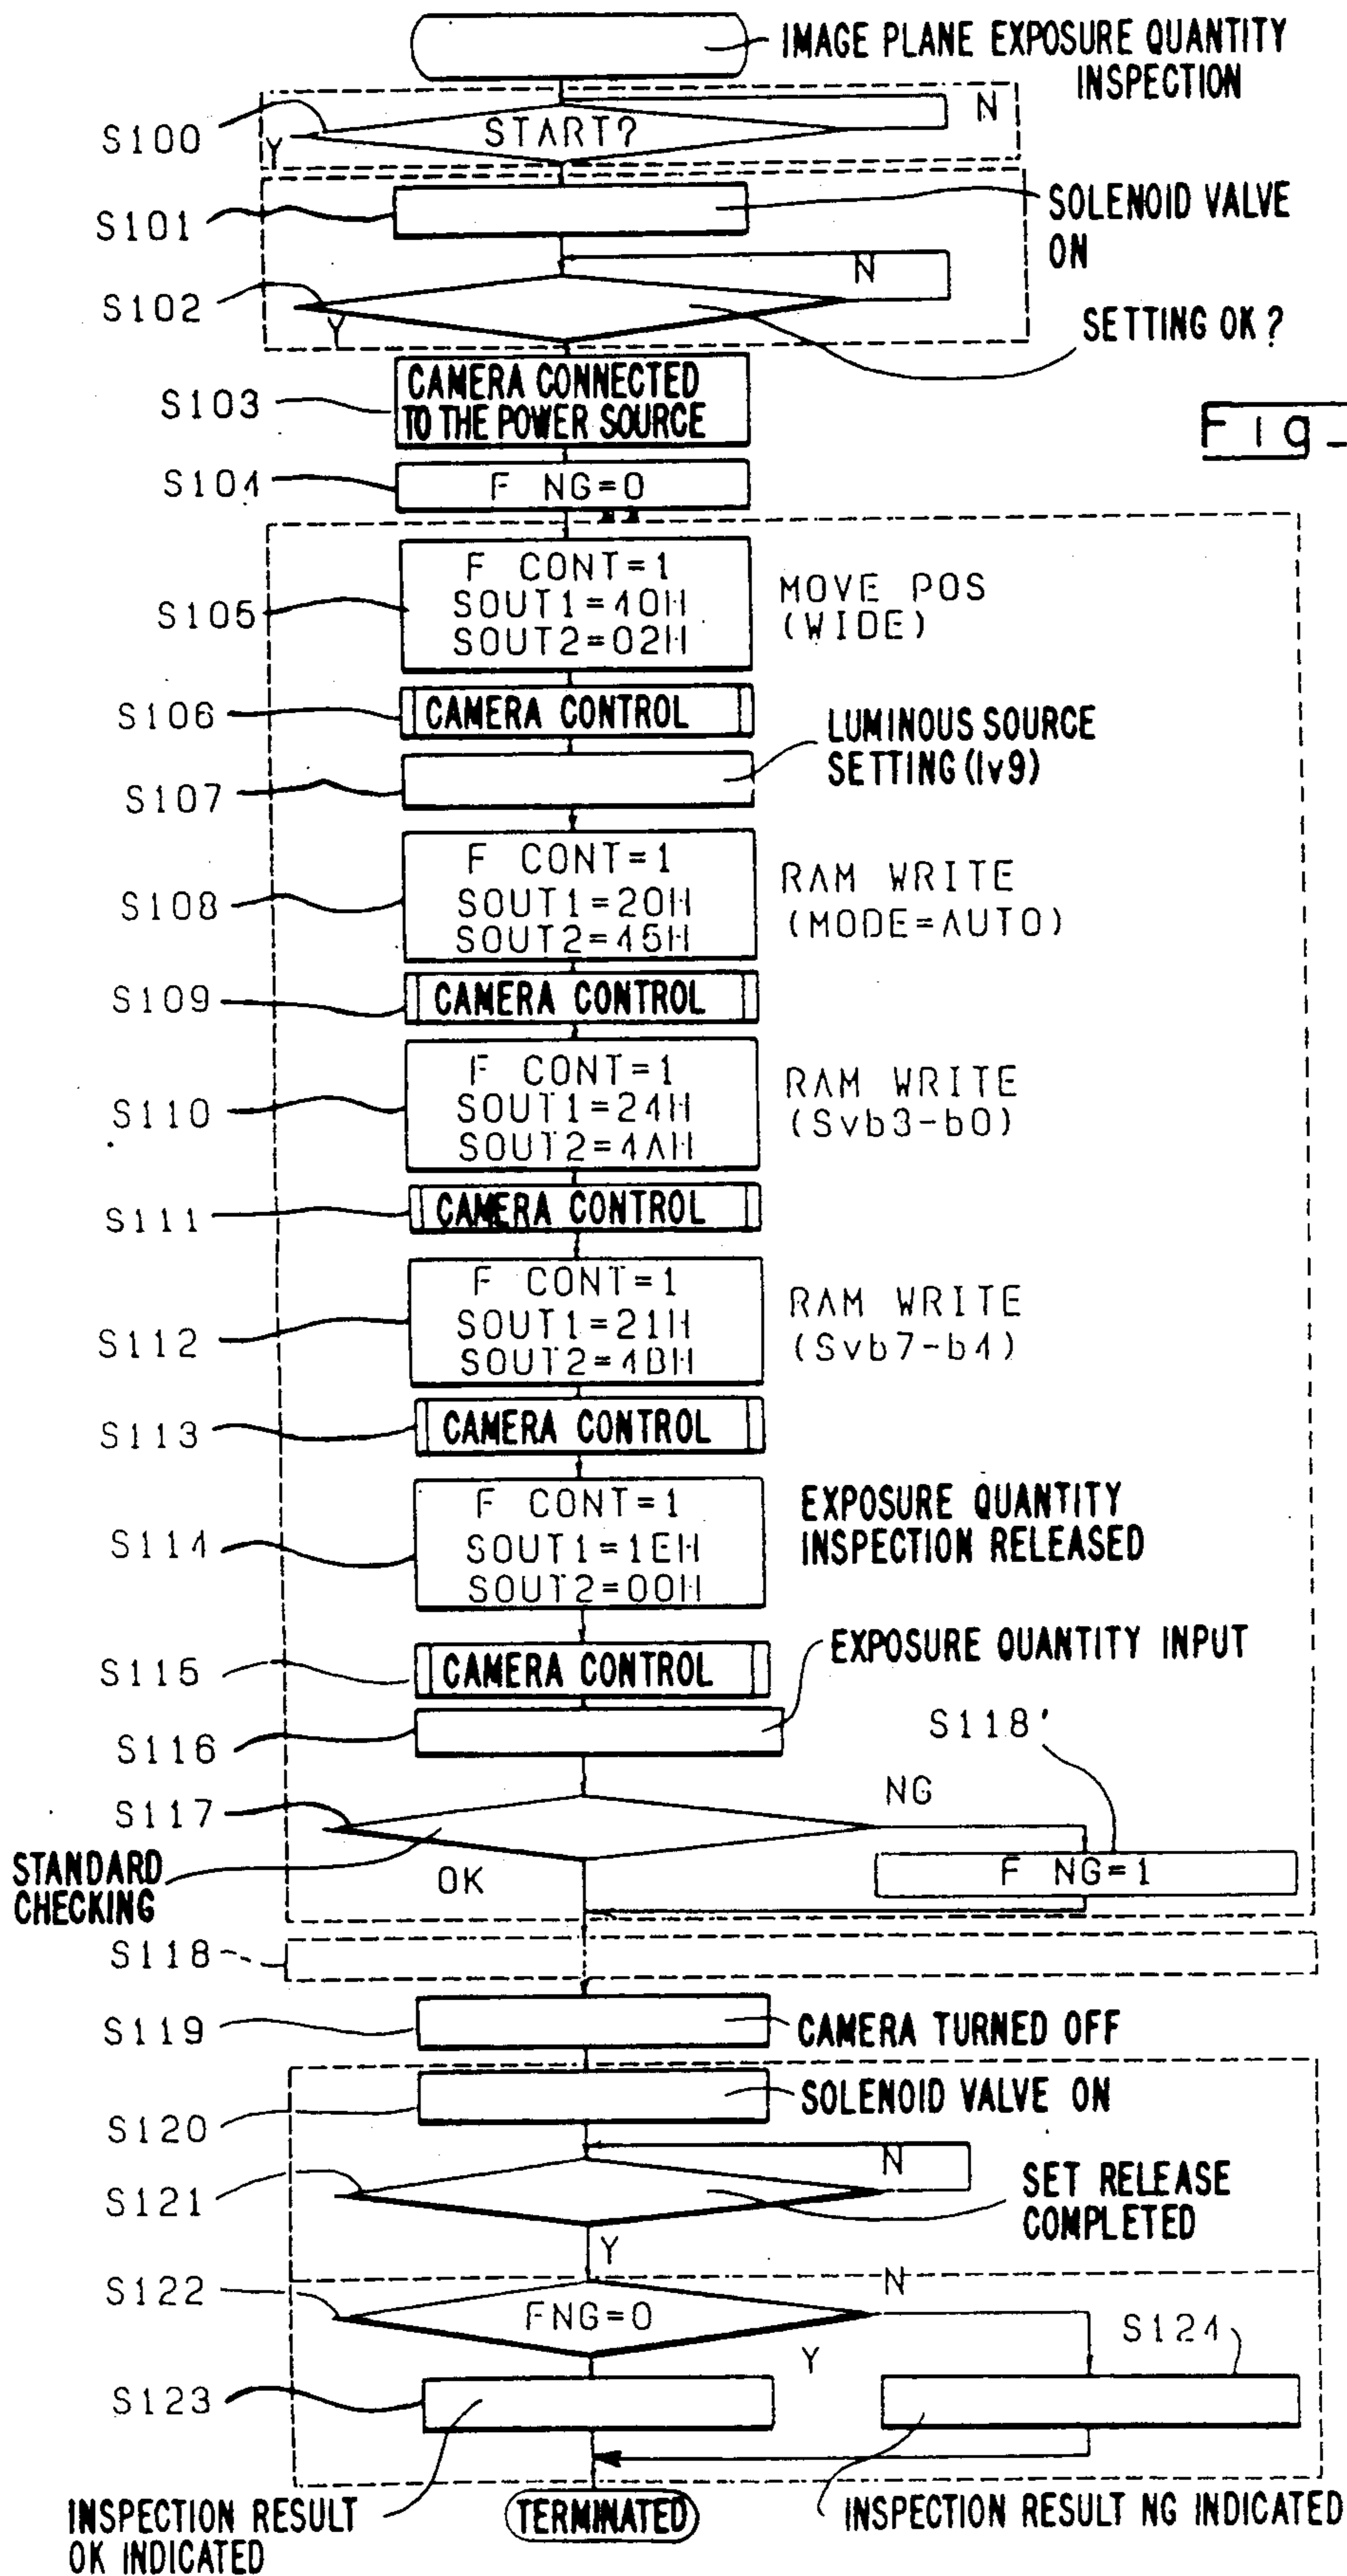 IMAGE PLANE EXPOSURE QUANTITY
INSPECTION
S100
START?
N
Y
S101
SOLENOID VALVE
ON
S102
N
Y
SETTING OK?
S103
CAMERA CONNECTED
TO THE POWER SOURCE
Fig_
S104
F NG=0
S105
F CONT=1
SOUT1=40H
SOUT2=02H
MOVE POS
(WIDE)
S106
CAMERA CONTROL
S107
LUMINOUS SOURCE
SETTING (lv9)
S108
F CONT=1
SOUT1=20H
SOUT2=45H
RAM WRITE
(MODE=AUTO)
S109
CAMERA CONTROL
S110
F CONT=1
SOUT1=24H
SOUT2=4AH
RAM WRITE
(Svb3-b0)
S111
CAMERA CONTROL
S112
F CONT=1
SOUT1=21H
SOUT2=4BH
RAM WRITE
(Svb7-b4)
S113
CAMERA CONTROL
S114
F CONT=1
SOUT1=1EH
SOUT2=00H
EXPOSURE QUANTITY
INSPECTION RELEASED
S115
CAMERA CONTROL
EXPOSURE QUANTITY INPUT
S116
S118'
S117
NG
STANDARD
CHECKING
OK
F NG=1
S118
S119
CAMERA TURNED OFF
S120
SOLENOID VALVE ON
S121
N
SET RELEASE
COMPLETED
Y
S122
FNG=0
N
Y
S124
S123
INSPECTION RESULT
OK INDICATED
TERMINATED
INSPECTION RESULT NG INDICATED